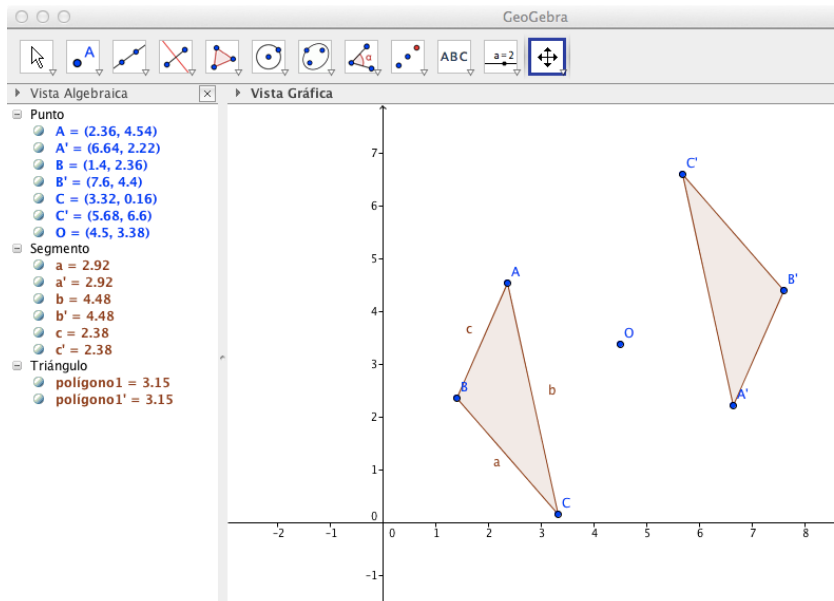 GeoGebra
A
α
ABC
a=2
Vista Algebraica
Vista Gráfica
Punto
A = (2.36, 4.54)
A' = (6.64, 2.22)
B = (1.4, 2.36)
B' = (7.6, 4.4)
C = (3.32, 0.16)
C' = (5.68, 6.6)
O = (4.5, 3.38)
Segmento
a = 2.92
a' = 2.92
b = 4.48
b' = 4.48
c = 2.38
c' = 2.38
Triángulo
polígono1 = 3.15
polígono1' = 3.15
7
C'
6
5
A
B'
4
c
O
3
B
b
A'
2
a
1
C
0
-2 -1 0 1 2 3 4 5 6 7 8
-1